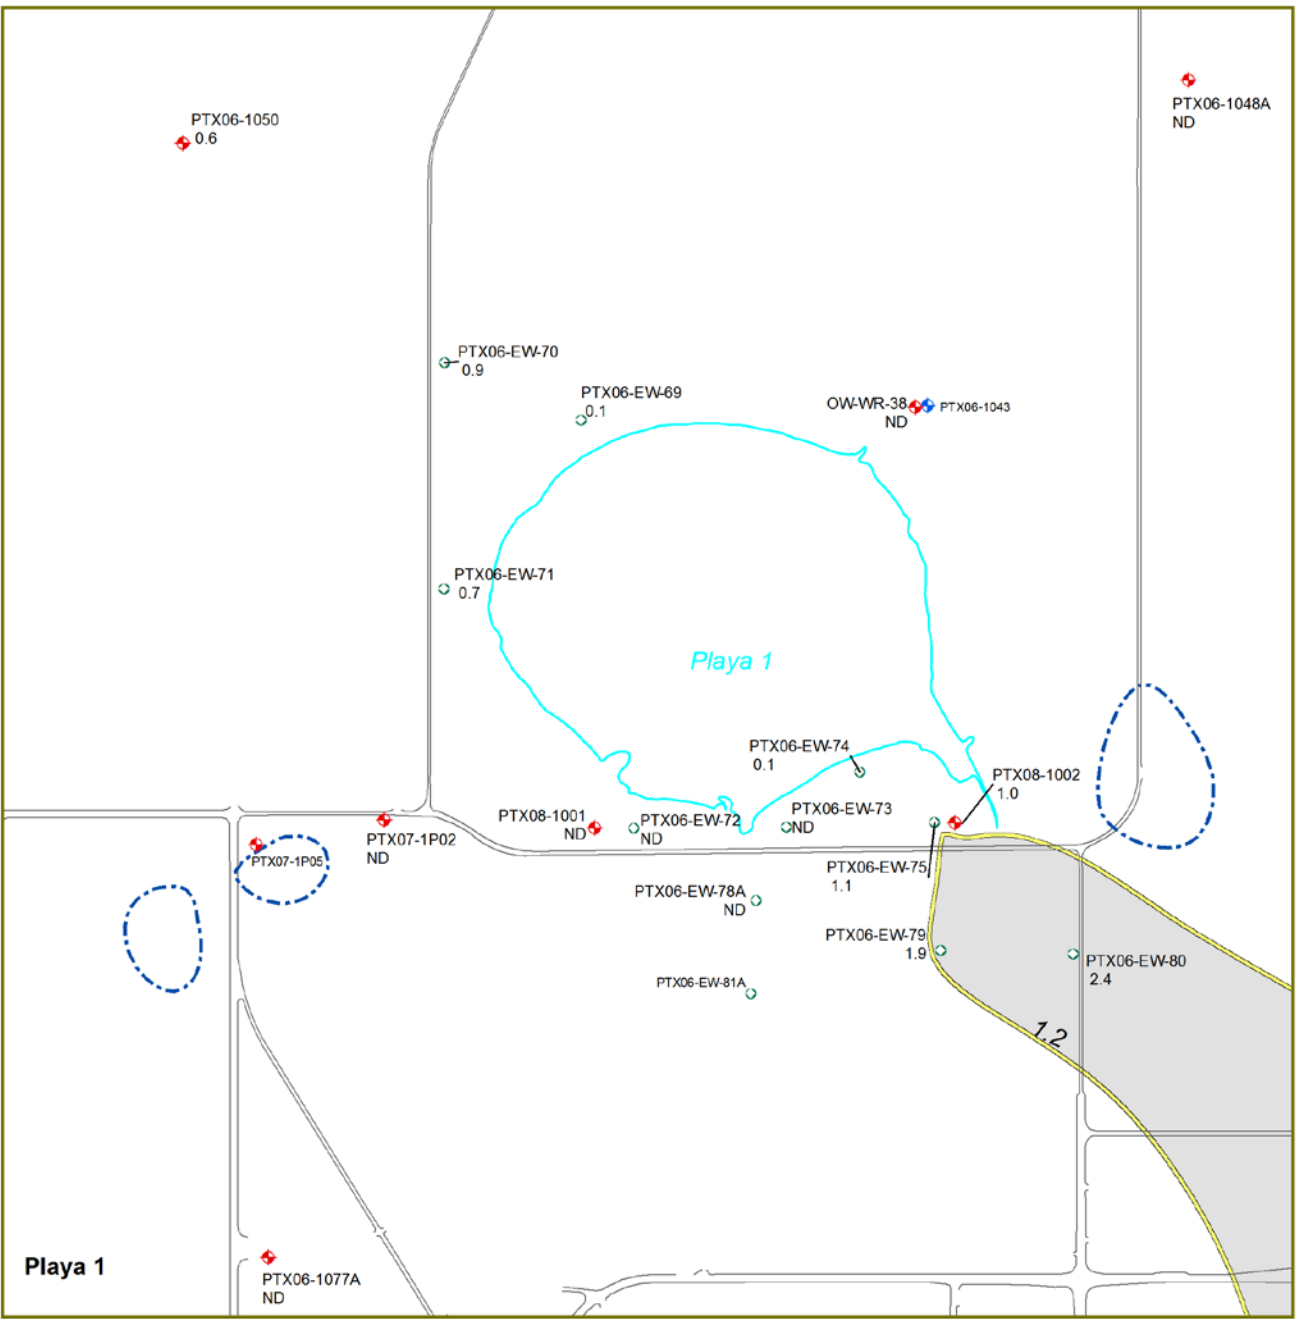 PTX06-1048A
ND
PTX06-1050
0.6
PTX06-EW-70
0.9
PTX06-EW-69
0.1
OW-WR-38
ND
PTX06-1043
PTX06-EW-71
0.7
Playa 1
PTX06-EW-74
0.1
PTX08-1002
1.0
PTX08-1001
ND
PTX06-EW-72
ND
PTX06-EW-73
ND
PTX07-1P02
ND
PTX07-1P05
PTX06-EW-75
1.1
PTX06-EW-78A
ND
PTX06-EW-79
1.9
PTX06-EW-80
2.4
PTX06-EW-81A
1.2
Playa 1
PTX06-1077A
ND